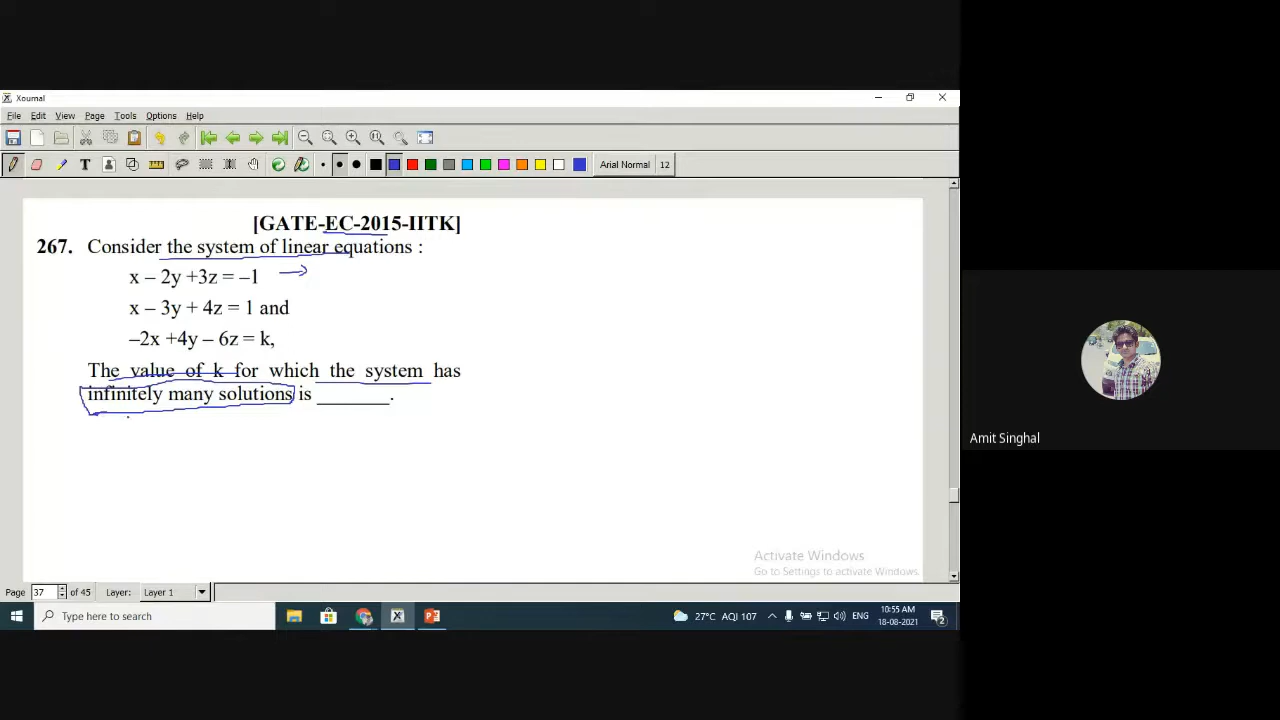 Xournal
File Edit View Page Tools Options Help
T
Arial Normal 12
[GATE-EC-2015-IITK]
267. Consider the system of linear equations :
x – 2y +3z = –1
x – 3y + 4z = 1 and
–2x +4y – 6z = k,
The value of k for which the system has
infinitely many solutions is ________.
Amit Singhal
Activate Windows
Go to Settings to activate Windows.
Page 37 of 45 Layer: Layer 1
Type here to search
27°C AQI 107
ENG
10:55 AM
18-08-2021
2